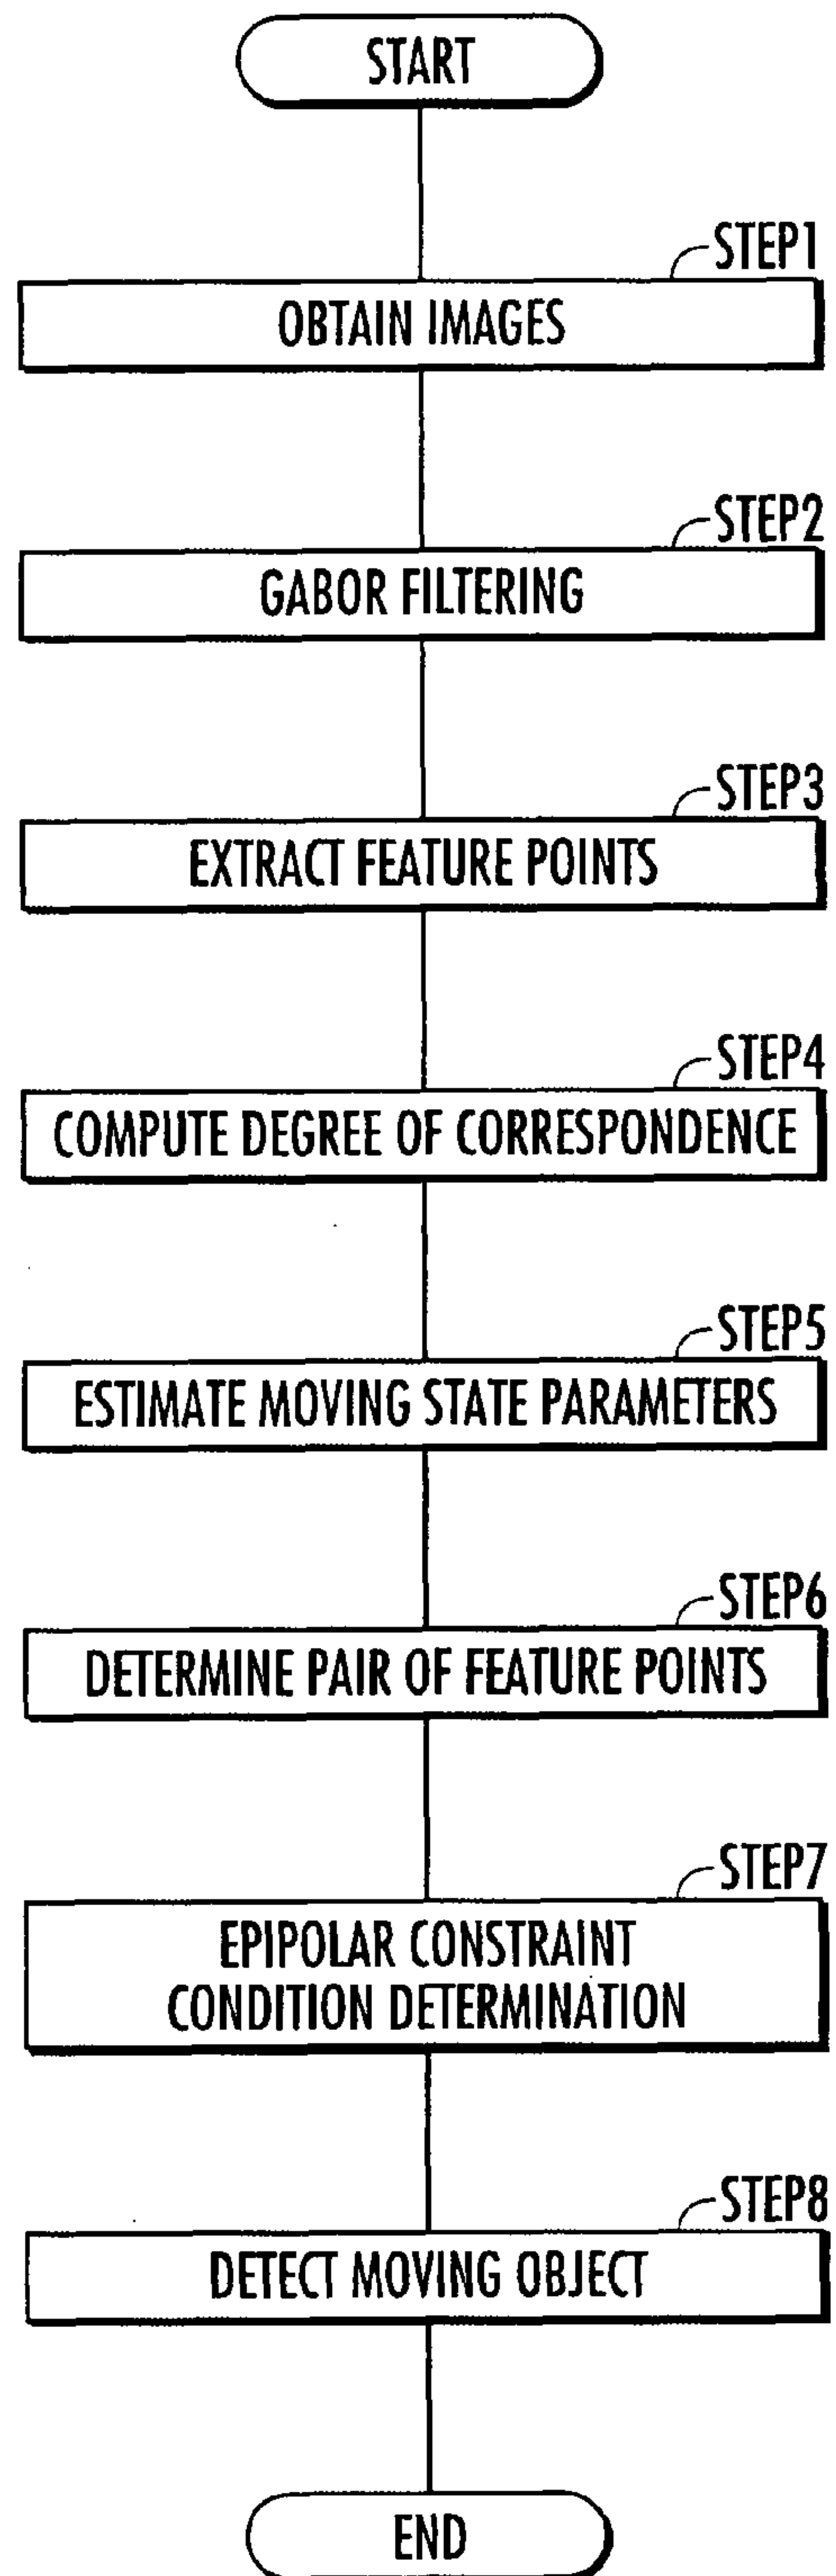 START
STEP1
OBTAIN IMAGES
STEP2
GABOR FILTERING
STEP3
EXTRACT FEATURE POINTS
STEP4
COMPUTE DEGREE OF CORRESPONDENCE
STEP5
ESTIMATE MOVING STATE PARAMETERS
STEP6
DETERMINE PAIR OF FEATURE POINTS
STEP7
EPIPOLAR CONSTRAINT
CONDITION DETERMINATION
STEP8
DETECT MOVING OBJECT
END